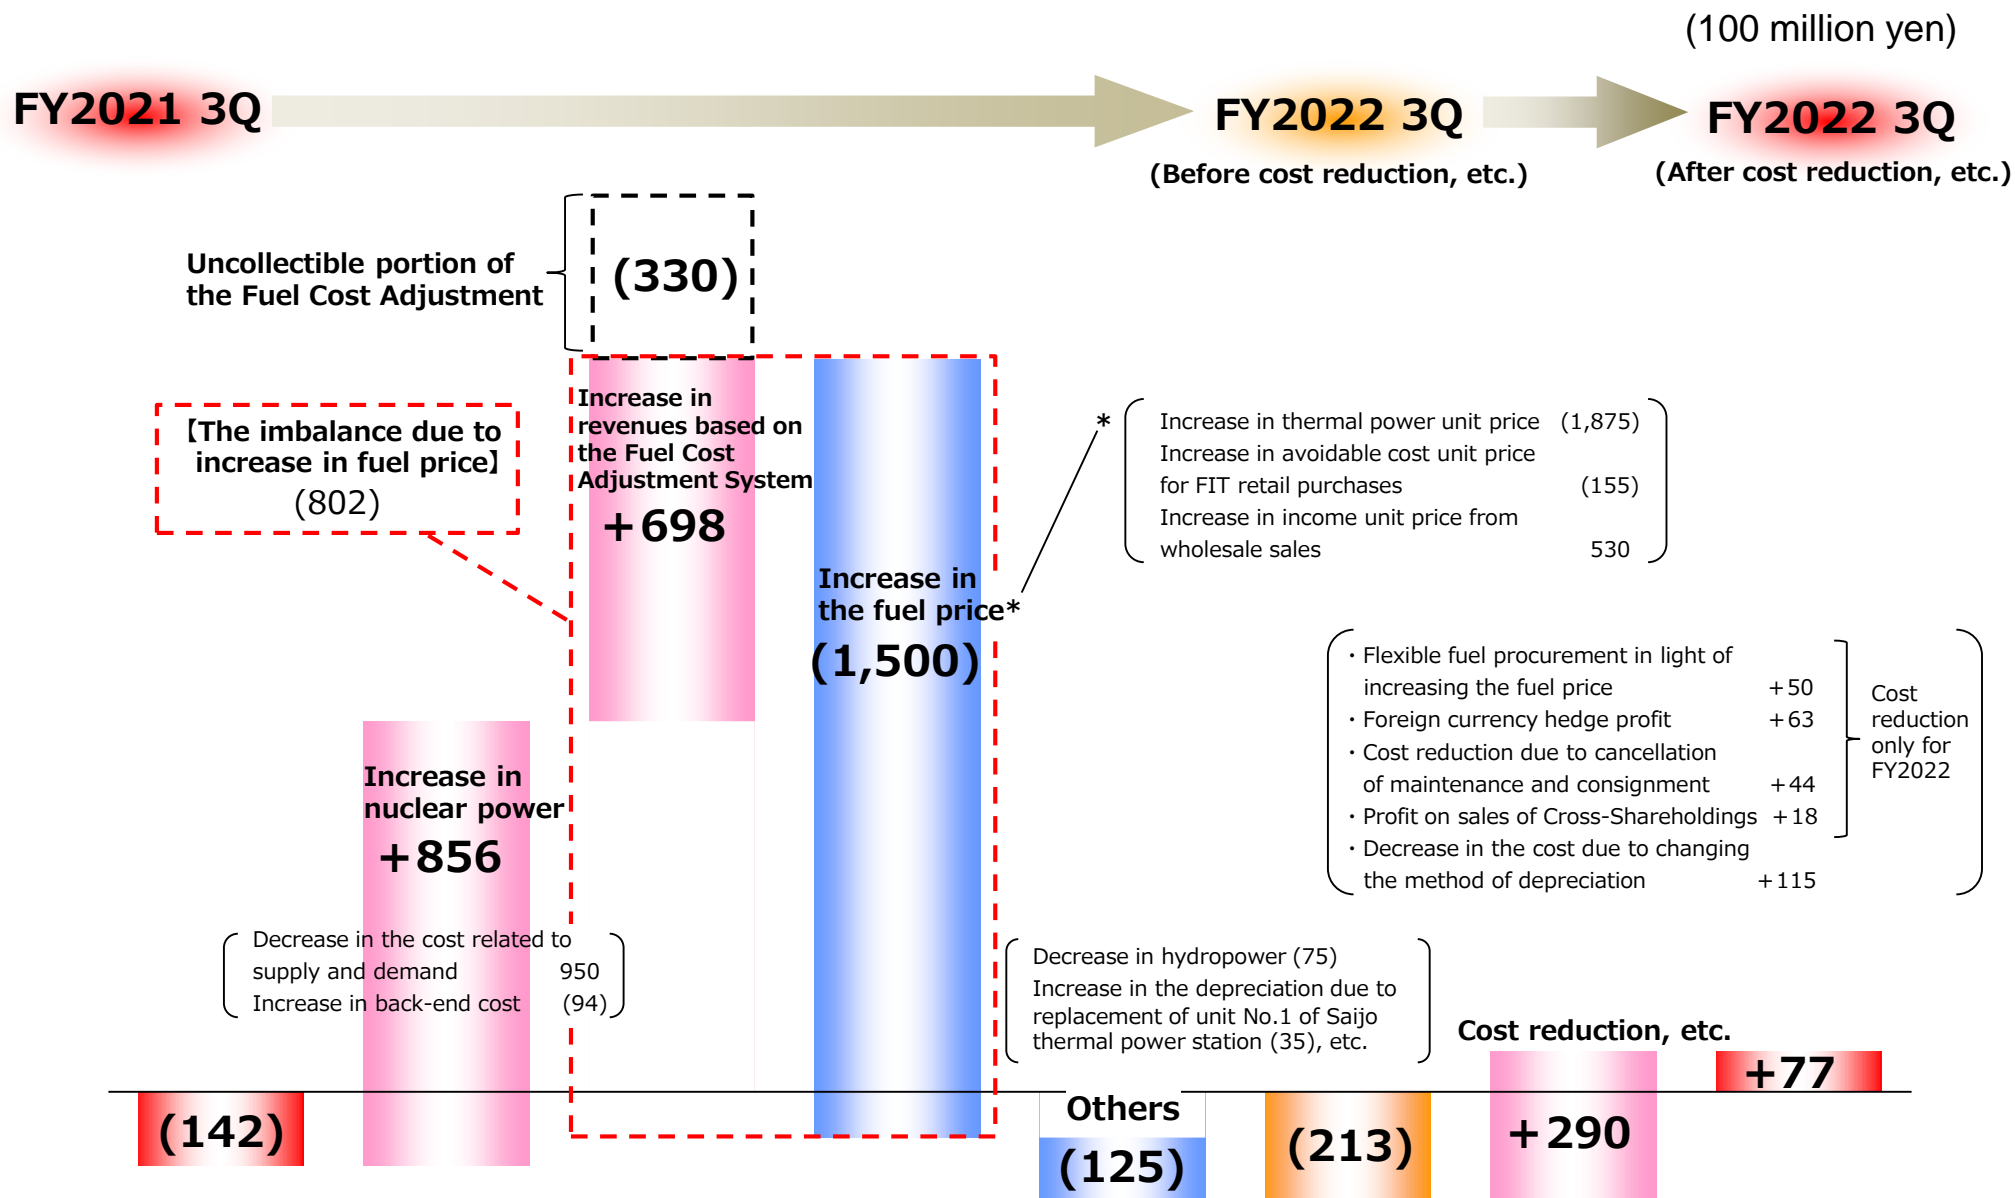 (100 million yen)
FY2021 3Q
FY2022 3Q
(Before cost reduction, etc.)
FY2022 3Q
(After cost reduction, etc.)
Uncollectible portion of
the Fuel Cost Adjustment
(330)
【The imbalance due to
increase in fuel price】
(802)
Increase in
revenues based on
the Fuel Cost
Adjustment System
+698
Increase in
the fuel price*
(1,500)
*
Increase in thermal power unit price (1,875)
Increase in avoidable cost unit price
for FIT retail purchases (155)
Increase in income unit price from
wholesale sales 530
・Flexible fuel procurement in light of
increasing the fuel price +50
・Foreign currency hedge profit +63
・Cost reduction due to cancellation
of maintenance and consignment +44
・Profit on sales of Cross-Shareholdings +18
・Decrease in the cost due to changing
the method of depreciation +115
Cost
reduction
only for
FY2022
Increase in
nuclear power
+856
Decrease in the cost related to
supply and demand 950
Increase in back-end cost (94)
Decrease in hydropower (75)
Increase in the depreciation due to
replacement of unit No.1 of Saijo
thermal power station (35), etc.
Cost reduction, etc.
(142)
Others
(125)
(213)
+290
+77